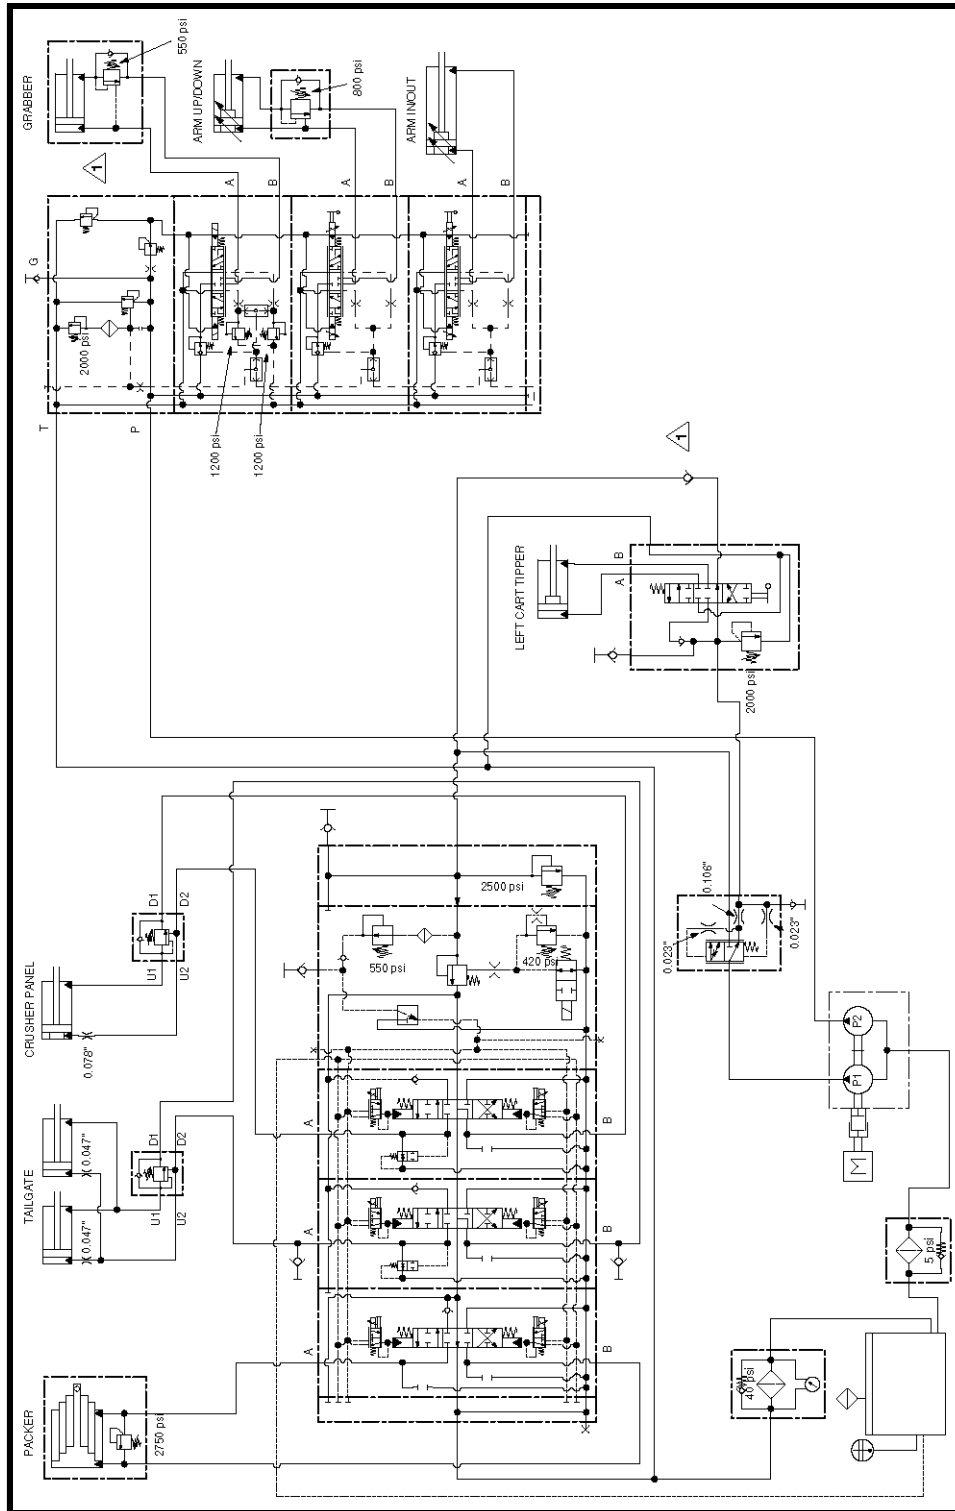 GRABBER
550 psi
ARM UP/DOWN
800 psi
ARM IN/OUT
1
G
A
B
A
B
A
B
2000 psi
T
P
1200 psi
1200 psi
1
LEFT CART TIPPER
A
B
2000 psi
CRUSHER PANEL
0.078"
U1
D1
U2
D2
TAILGATE
0.047"
0.047"
U1
D1
U2
D2
PACKER
2750 psi
2500 psi
550 psi
420 psi
A
B
A
B
A
B
0.106"
0.023"
0.023"
P2
P1
M
5 psi
40 psi